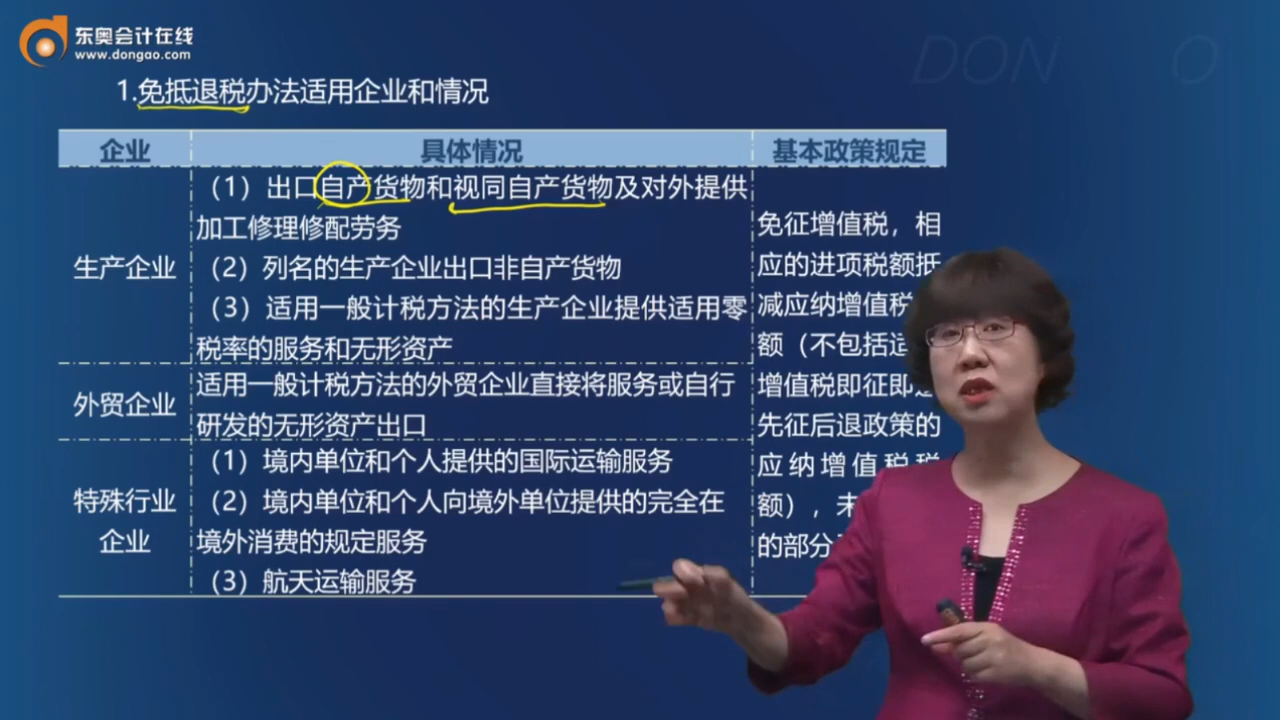 东奥会计在线
www.dongao.com
DON O
1.免抵退税办法适用企业和情况
企业 具体情况 基本政策规定
生产企业
（1）出口自产货物和视同自产货物及对外提供
加工修理修配劳务
（2）列名的生产企业出口非自产货物
（3）适用一般计税方法的生产企业提供适用零
税率的服务和无形资产
外贸企业
适用一般计税方法的外贸企业直接将服务或自行
研发的无形资产出口
特殊行业
企业
（1）境内单位和个人提供的国际运输服务
（2）境内单位和个人向境外单位提供的完全在
境外消费的规定服务
（3）航天运输服务
免征增值税，相
应的进项税额抵
减应纳增值税
额（不包括适
增值税即征即
先征后退政策的
应纳增值税税
额），未
的部分